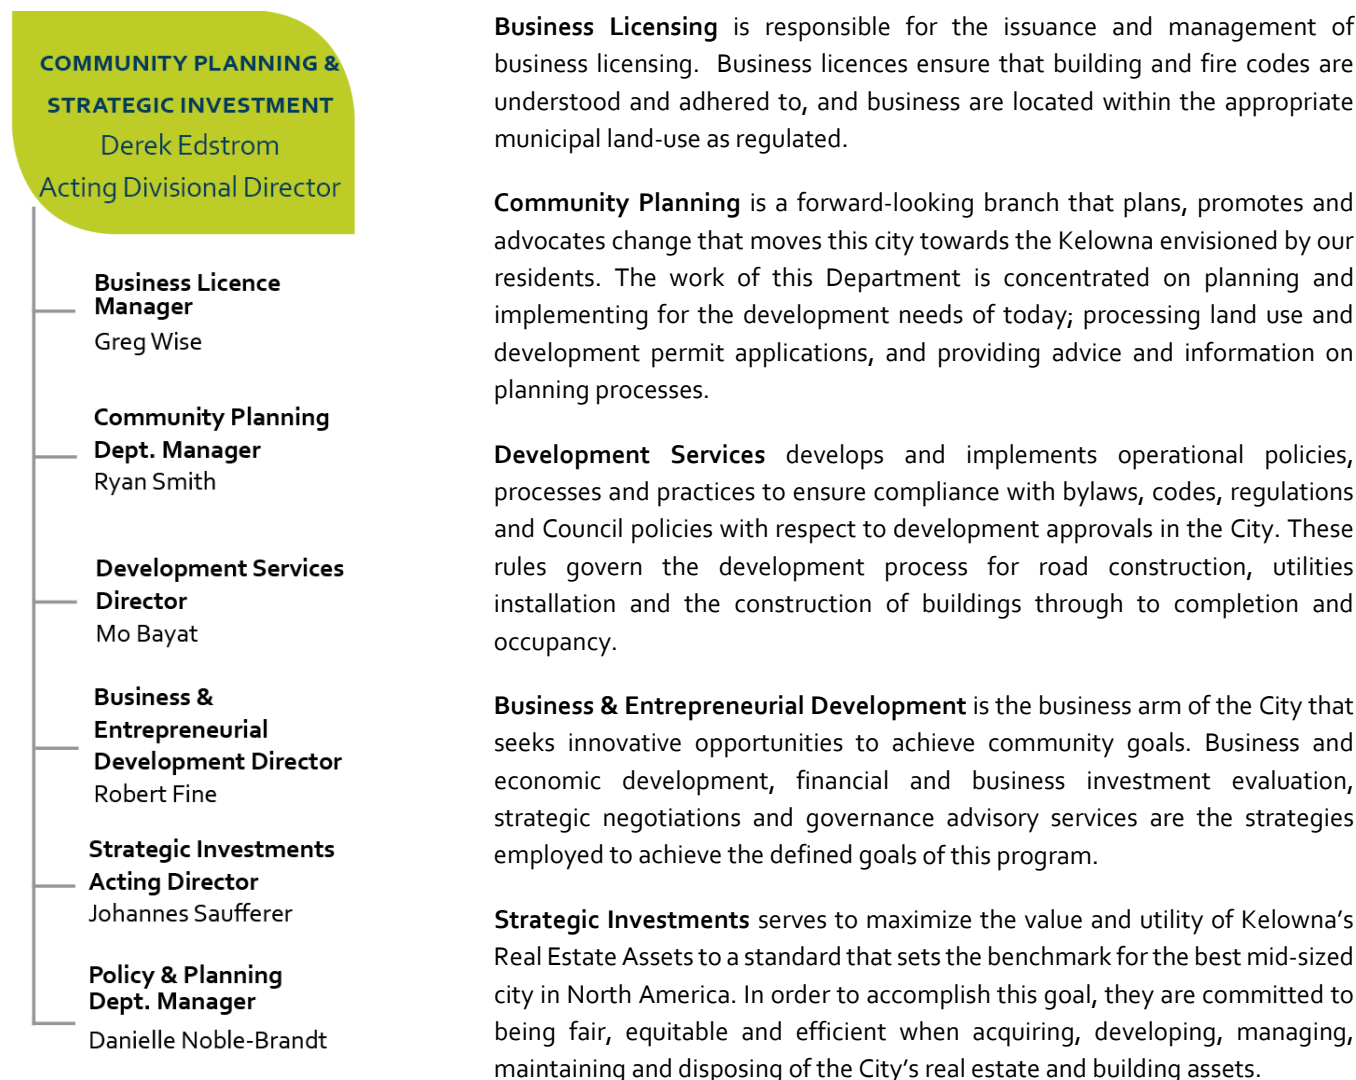 COMMUNITY PLANNING &
STRATEGIC INVESTMENT
Derek Edstrom
Acting Divisional Director
Business Licence
Manager
Greg Wise
Community Planning
Dept. Manager
Ryan Smith
Development Services
Director
Mo Bayat
Business &
Entrepreneurial
Development Director
Robert Fine
Strategic Investments
Acting Director
Johannes Saufferer
Policy & Planning
Dept. Manager
Danielle Noble-Brandt
Business Licensing is responsible for the issuance and management of
business licensing. Business licences ensure that building and fire codes are
understood and adhered to, and business are located within the appropriate
municipal land-use as regulated.
Community Planning is a forward-looking branch that plans, promotes and
advocates change that moves this city towards the Kelowna envisioned by our
residents. The work of this Department is concentrated on planning and
implementing for the development needs of today; processing land use and
development permit applications, and providing advice and information on
planning processes.
Development Services develops and implements operational policies,
processes and practices to ensure compliance with bylaws, codes, regulations
and Council policies with respect to development approvals in the City. These
rules govern the development process for road construction, utilities
installation and the construction of buildings through to completion and
occupancy.
Business & Entrepreneurial Development is the business arm of the City that
seeks innovative opportunities to achieve community goals. Business and
economic development, financial and business investment evaluation,
strategic negotiations and governance advisory services are the strategies
employed to achieve the defined goals of this program.
Strategic Investments serves to maximize the value and utility of Kelowna’s
Real Estate Assets to a standard that sets the benchmark for the best mid-sized
city in North America. In order to accomplish this goal, they are committed to
being fair, equitable and efficient when acquiring, developing, managing,
maintaining and disposing of the City’s real estate and building assets.